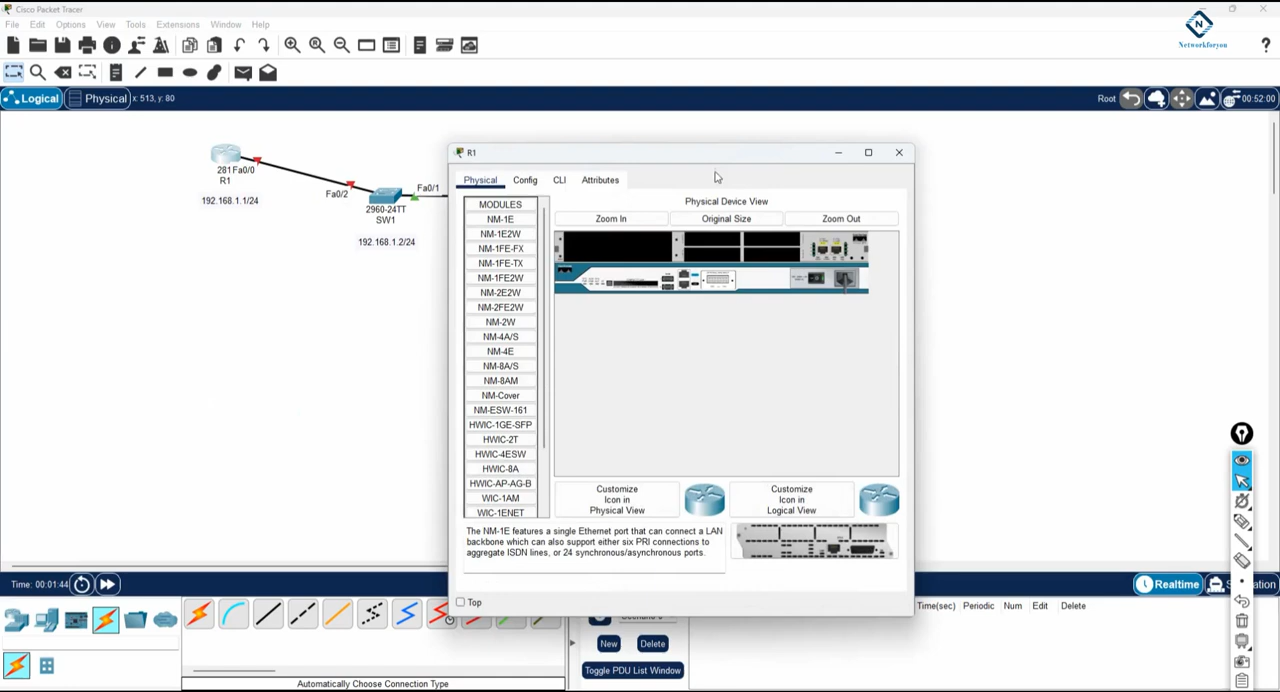 Cisco Packet Tracer
File Edit Options View Tools Extensions Window Help
N
Networkforyou
?
Logical Physical x: 513, y: 80
Root 00:52:00
281 Fa0/0
R1
192.168.1.1/24
Fa0/2
Fa0/1
2960-24TT
SW1
192.168.1.2/24
R1
Physical Config CLI Attributes
MODULES
NM-1E
NM-1E2W
NM-1FE-FX
NM-1FE-TX
NM-1FE2W
NM-2E2W
NM-2FE2W
NM-2W
NM-4A/S
NM-4E
NM-8A/S
NM-8AM
NM-Cover
NM-ESW-161
HWIC-1GE-SFP
HWIC-2T
HWIC-4ESW
HWIC-8A
HWIC-AP-AG-B
WIC-1AM
WIC-1ENET
Physical Device View
Zoom In Original Size Zoom Out
Customize
Icon in
Physical View
Customize
Icon in
Logical View
The NM-1E features a single Ethernet port that can connect a LAN
backbone which can also support either six PRI connections to
aggregate ISDN lines, or 24 synchronous/asynchronous ports.
Top
Time: 00:01:44
Realtime
Time(sec) Periodic Num Edit Delete
New Delete
Toggle PDU List Window
Automatically Choose Connection Type